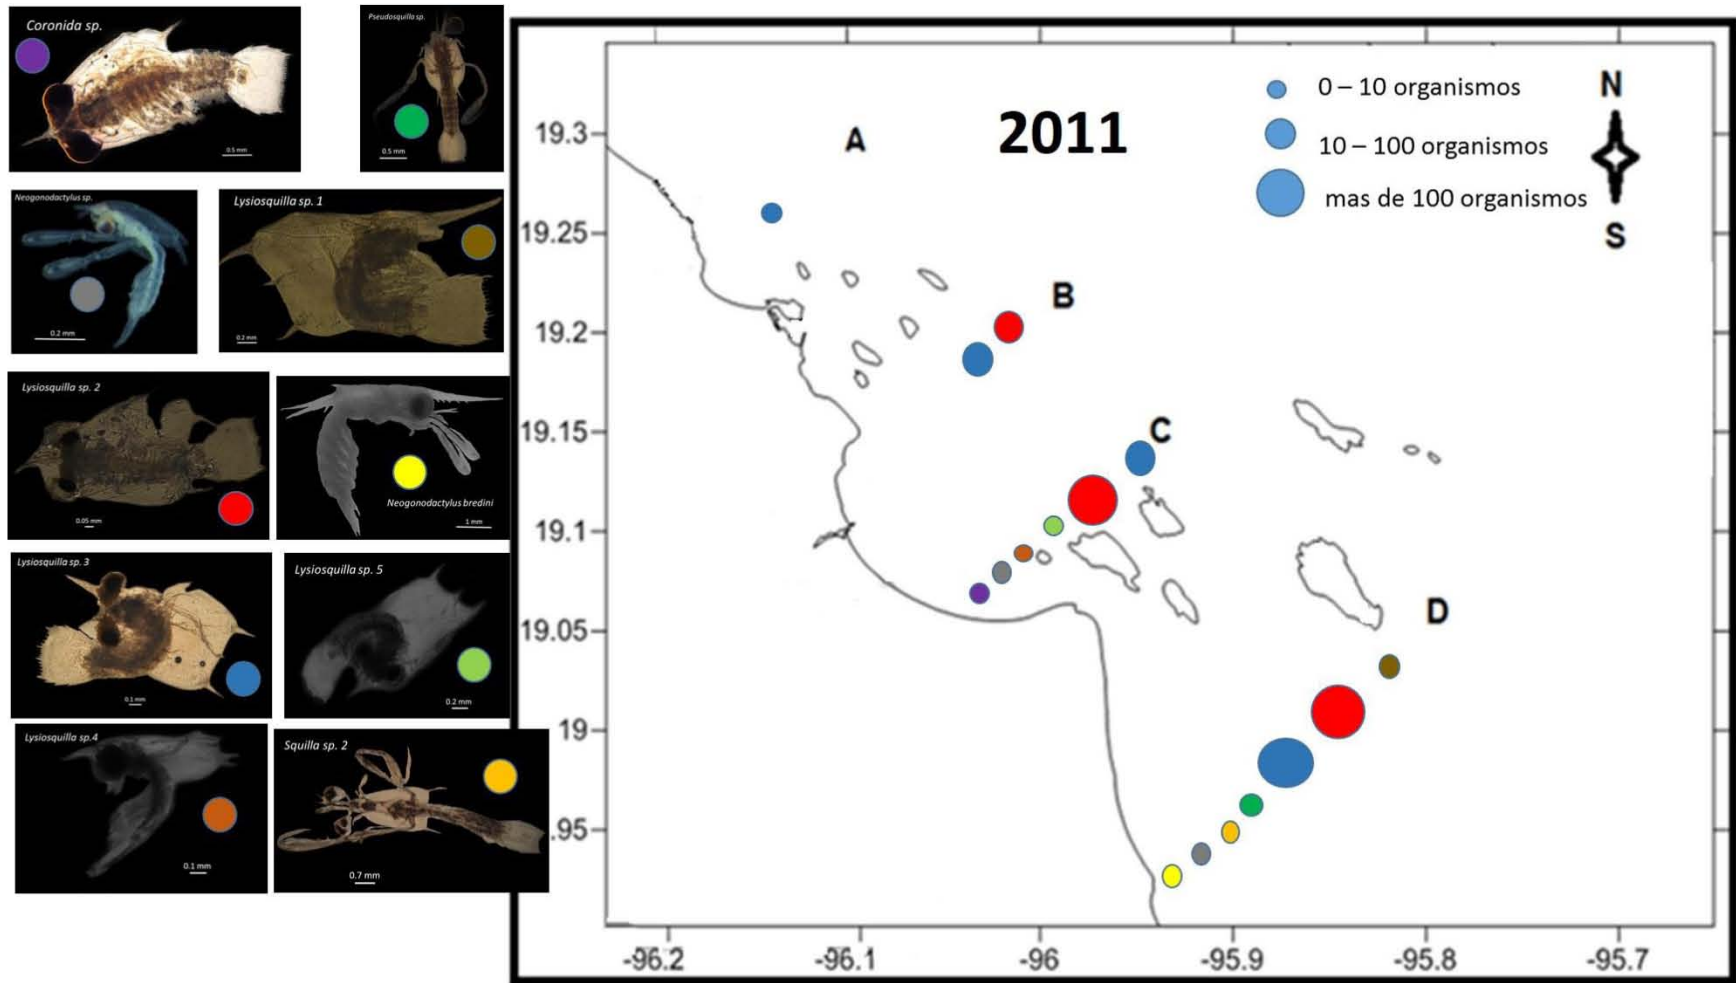 Coronida sp.
0.5 mm
Pseudosquilla sp.
0.5 mm
Neogonodactylus sp.
0.2 mm
Lysiosquilla sp. 1
0.2 mm
Lysiosquilla sp. 2
0.05 mm
Neogonodactylus bredini
1 mm
Lysiosquilla sp. 3
0.1 mm
Lysiosquilla sp. 5
0.2 mm
Lysiosquilla sp.4
0.1 mm
Squilla sp. 2
0.7 mm
2011
0 – 10 organismos
10 – 100 organismos
mas de 100 organismos
N
S
A
B
C
D
19.3
19.25
19.2
19.15
19.1
19.05
19
.95
-96.2
-96.1
-96
-95.9
-95.8
-95.7